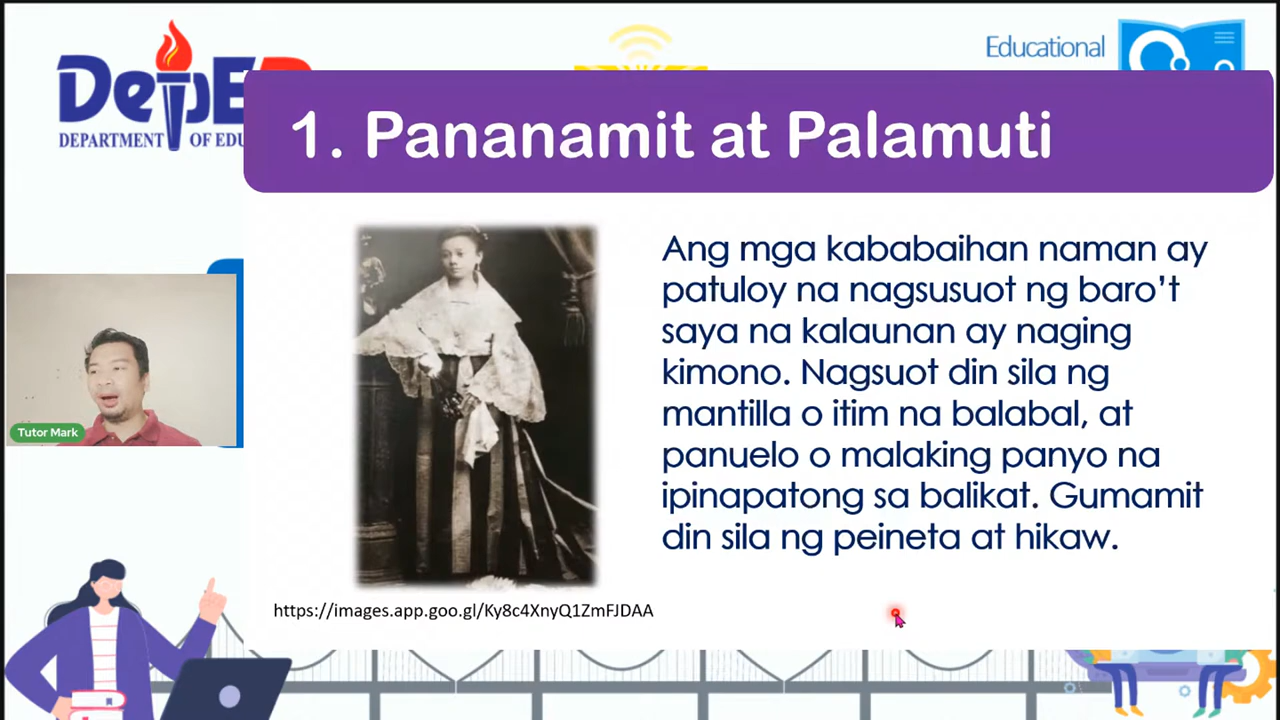 DepE
DEPARTMENT OF EDU
Educational
1. Pananamit at Palamuti
Ang mga kababaihan naman ay
patuloy na nagsusuot ng baro't
saya na kalaunan ay naging
kimono. Nagsuot din sila ng
mantilla o itim na balabal, at
panuelo o malaking panyo na
ipinapatong sa balikat. Gumamit
din sila ng peineta at hikaw.
Tutor Mark
https://images.app.goo.gl/Ky8c4XnyQ1ZmFJDAA